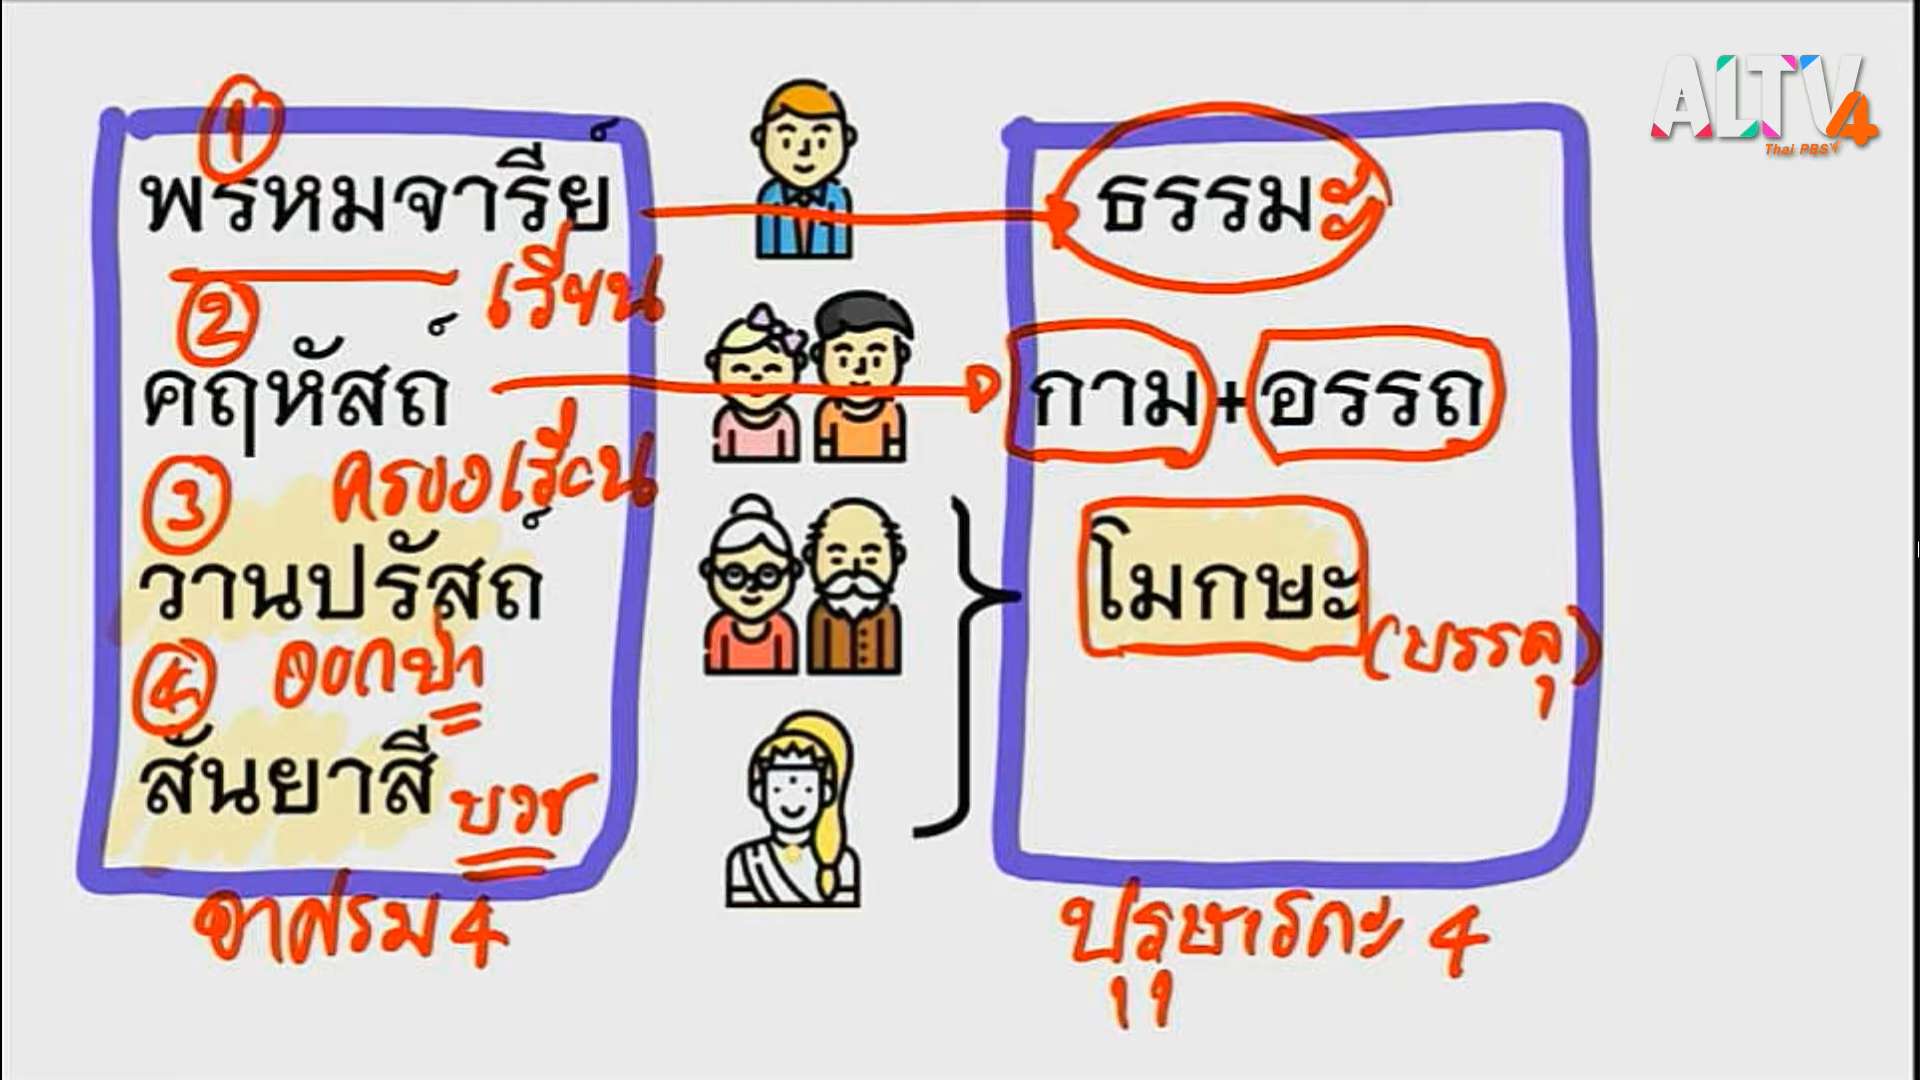 ALTV4
Thai PBS
1
พรหมจารีย์
ธรรมะ
เรียน
2
คฤหัสถ์
กาม+อรรถ
ครองเรือน
3
วานปรัสถ์
โมกษะ
(บรรลุ)
ออกป่า
4
สันยาสี
บวช
อาศรม 4
ปุรุษารถะ 4